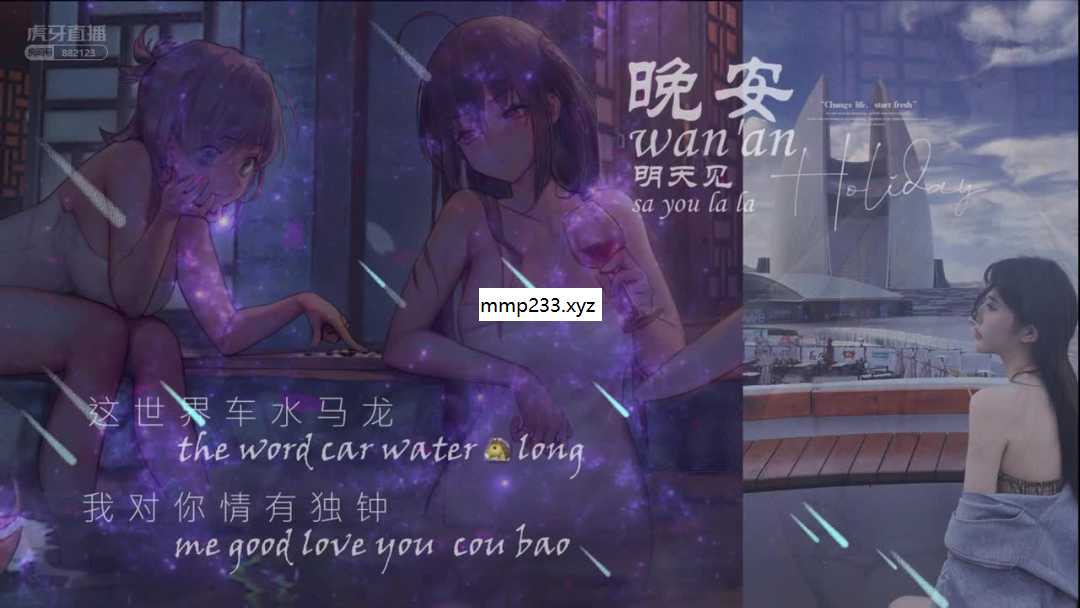 虎牙直播
882123
晚安
"Change life, start fresh"
wan'an
Holiday
明天见
sa you la la
mmp233.xyz
这世界车水马龙
the word car water long
我对你情有独钟
me good love you cou bao